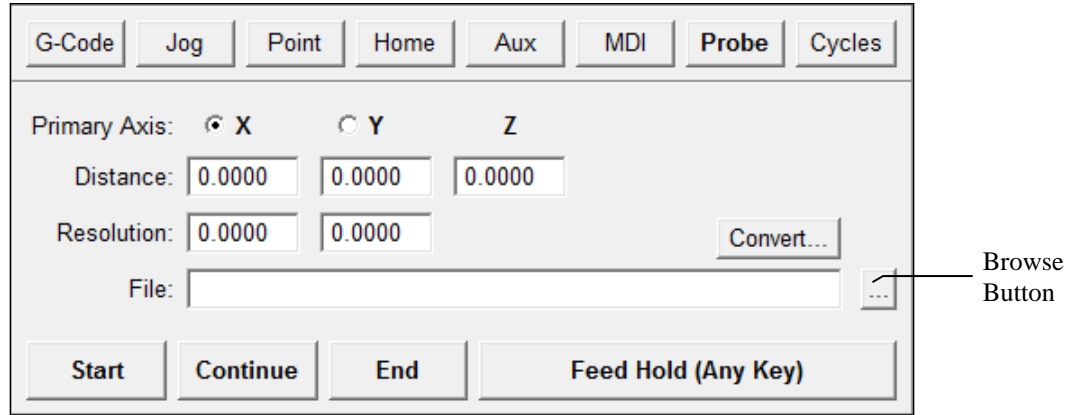 G-Code Jog Point Home Aux MDI Probe Cycles
Primary Axis: X Y Z
Distance: 0.0000 0.0000 0.0000
Resolution: 0.0000 0.0000 Convert...
File: ...
Browse
Button
Start Continue End Feed Hold (Any Key)